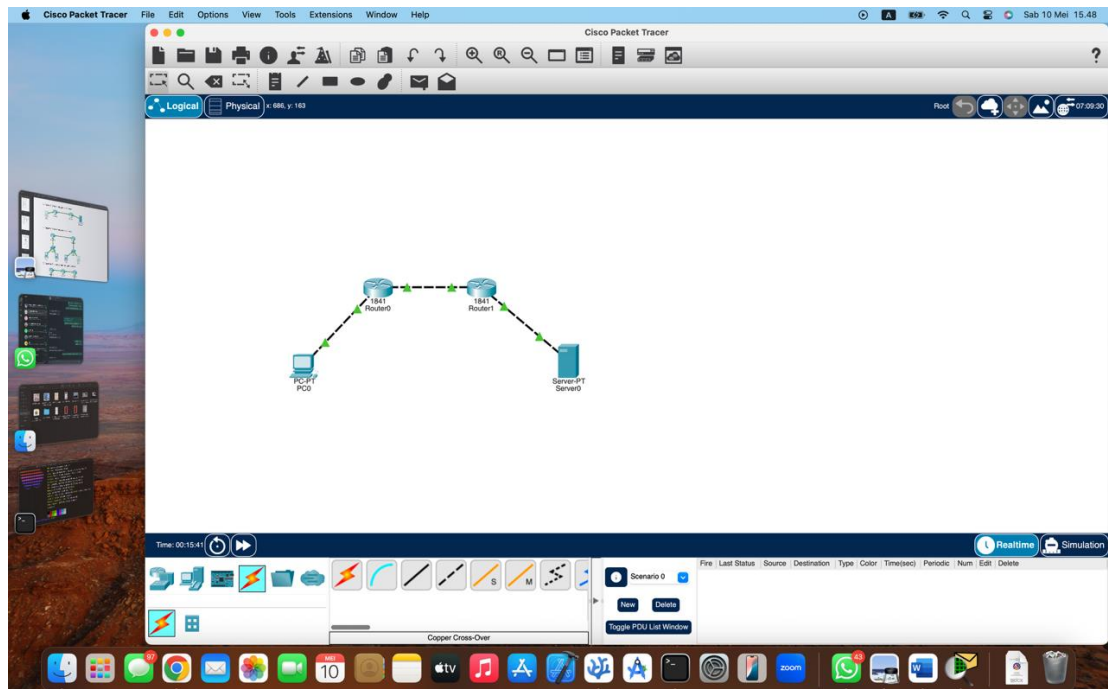 Cisco Packet Tracer File Edit Options View Tools Extensions Window Help
A Sab 10 Mei 15.48
Cisco Packet Tracer
?
Logical Physical x: 686, y: 163 Root 07:09:30
1841
Router0
1841
Router1
PC-PT
PC0
Server-PT
Server0
Time: 00:15:41 Realtime Simulation
S M
Scenario 0
New Delete
Toggle PDU List Window
Fire Last Status Source Destination Type Color Time(sec) Periodic Num Edit Delete
Copper Cross-Over
97
MEI
10
tv
zoom
43
W